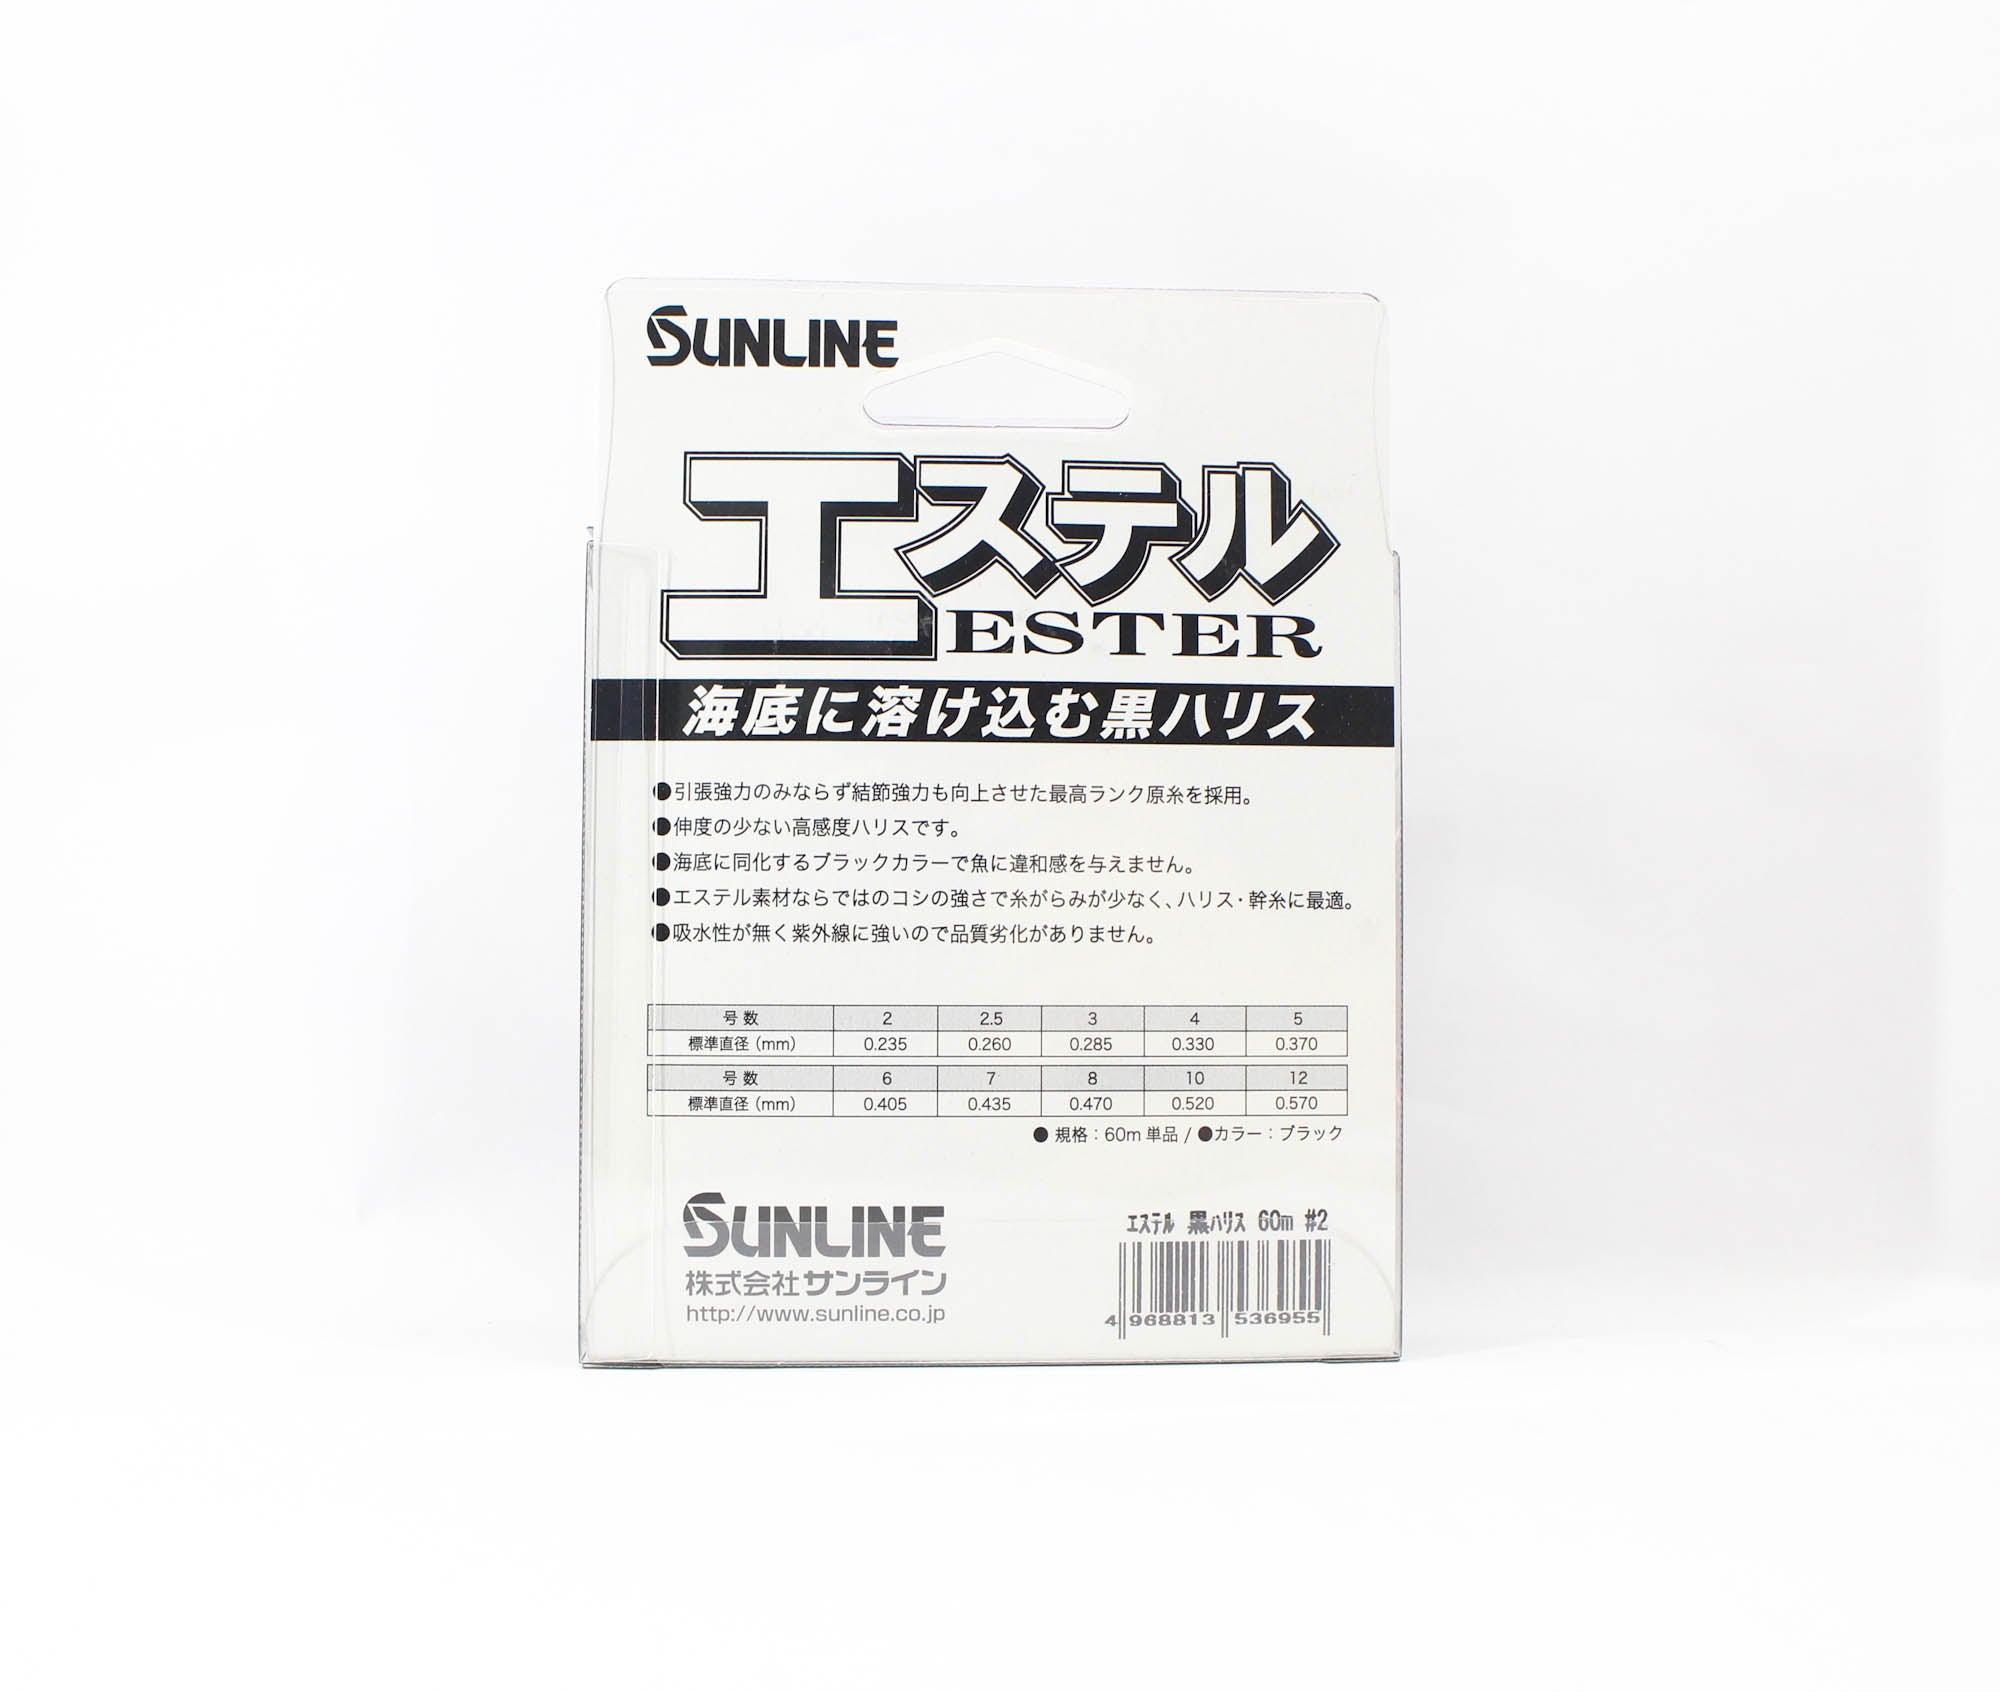 SUNLINE
エステル
ESTER
海底に溶け込む黒ハリス
●引張強力のみならず結節強力も向上させた最高ランク原糸を採用。
●伸度の少ない高感度ハリスです。
●海底に同化するブラックカラーで魚に違和感を与えません。
●エステル素材ならではのコシの強さで糸がらみが少なく、ハリス・幹糸に最適。
●吸水性が無く紫外線に強いので品質劣化がありません。
号数 2 2.5 3 4 5
標準直径(mm) 0.235 0.260 0.285 0.330 0.370
号数 6 7 8 10 12
標準直径(mm) 0.405 0.435 0.470 0.520 0.570
●規格:60m単品/●カラー:ブラック
SUNLINE
株式会社サンライン
http://www.sunline.co.jp
エステル 黒ハリス 60m #2
4 968813 536955